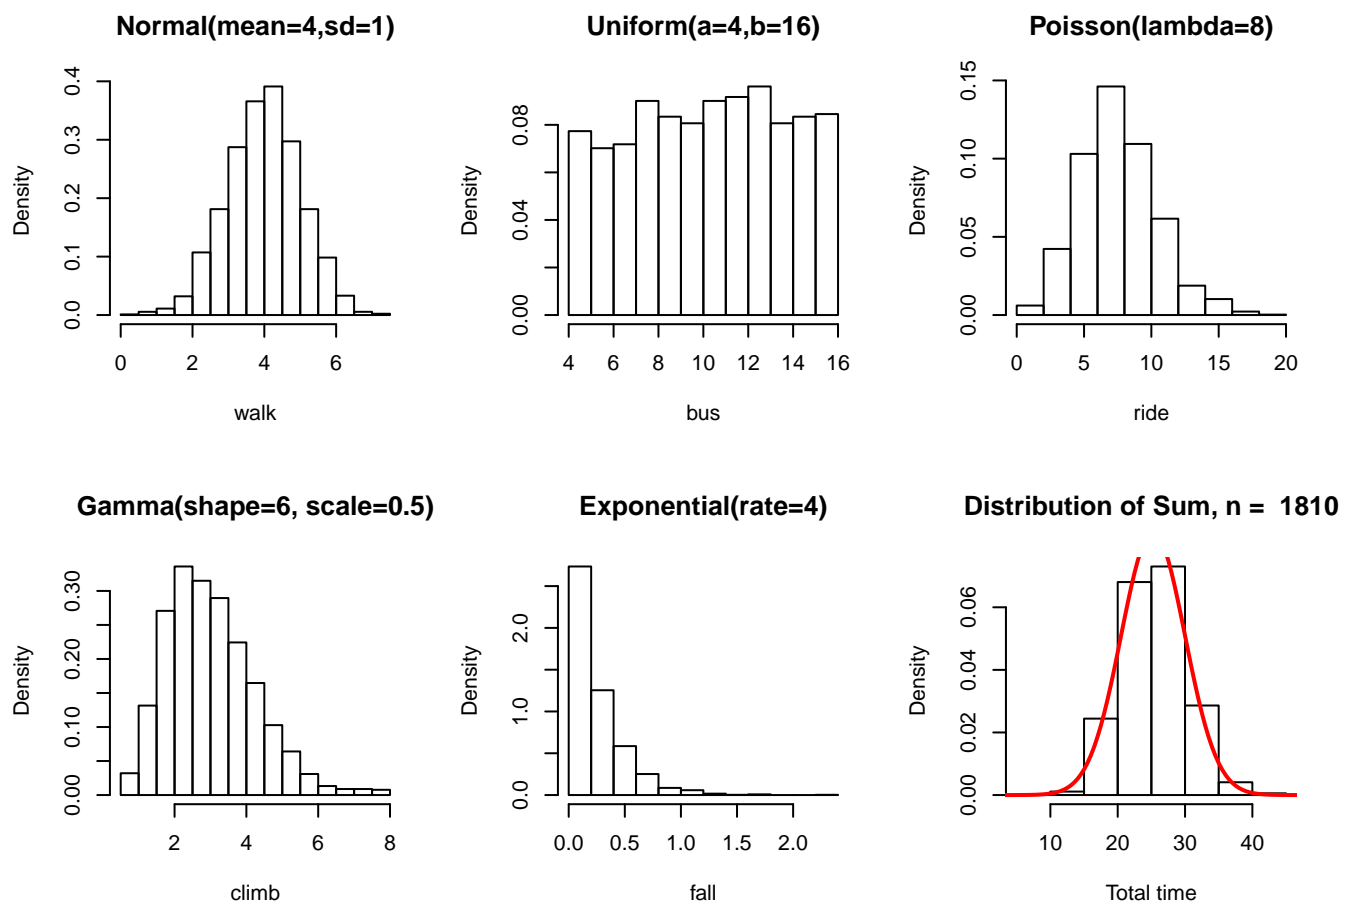 Normal(mean=4,sd=1)
Density
0.0 0.1 0.2 0.3 0.4
0 2 4 6
walk
Uniform(a=4,b=16)
Density
0.00 0.04 0.08
4 6 8 10 12 14 16
bus
Poisson(lambda=8)
Density
0.00 0.05 0.10 0.15
0 5 10 15 20
ride
Gamma(shape=6, scale=0.5)
Density
0.00 0.10 0.20 0.30
2 4 6 8
climb
Exponential(rate=4)
Density
0.0 1.0 2.0
0.0 0.5 1.0 1.5 2.0
fall
Distribution of Sum, n =  1810
Density
0.00 0.02 0.04 0.06
10 20 30 40
Total time